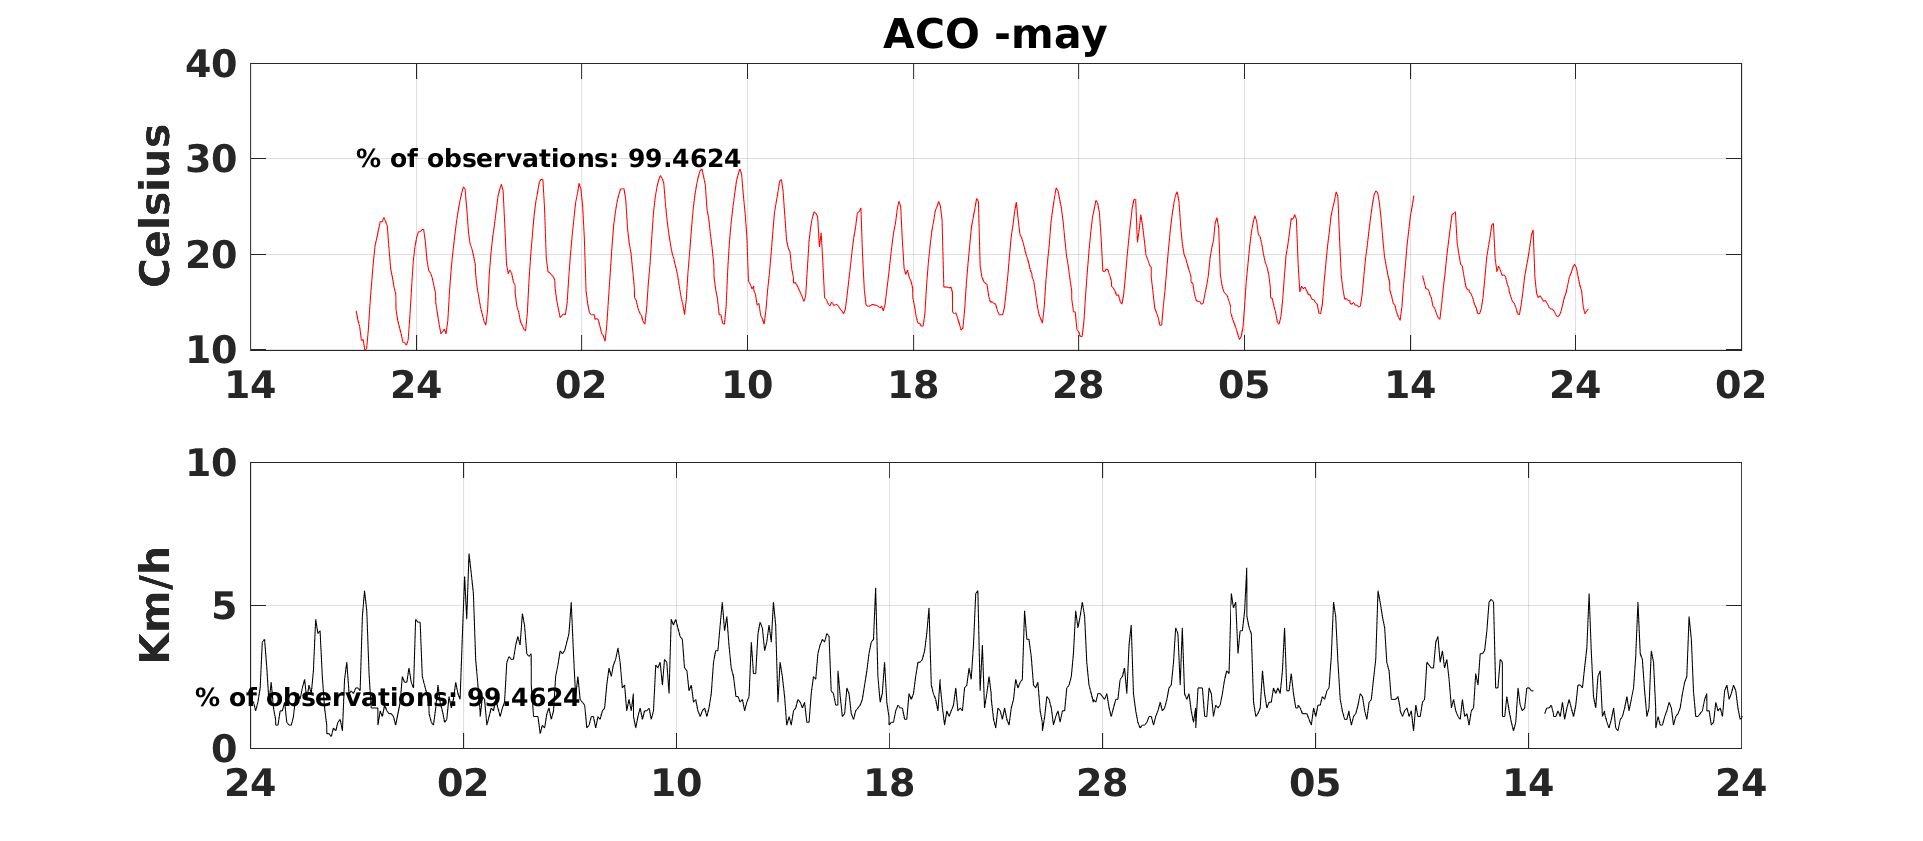 ACO -may
Celsius
40
30
20
10
% of observations: 99.4624
14 24 02 10 18 28 05 14 24 02
Km/h
10
5
0
% of observations: 99.4624
24 02 10 18 28 05 14 24